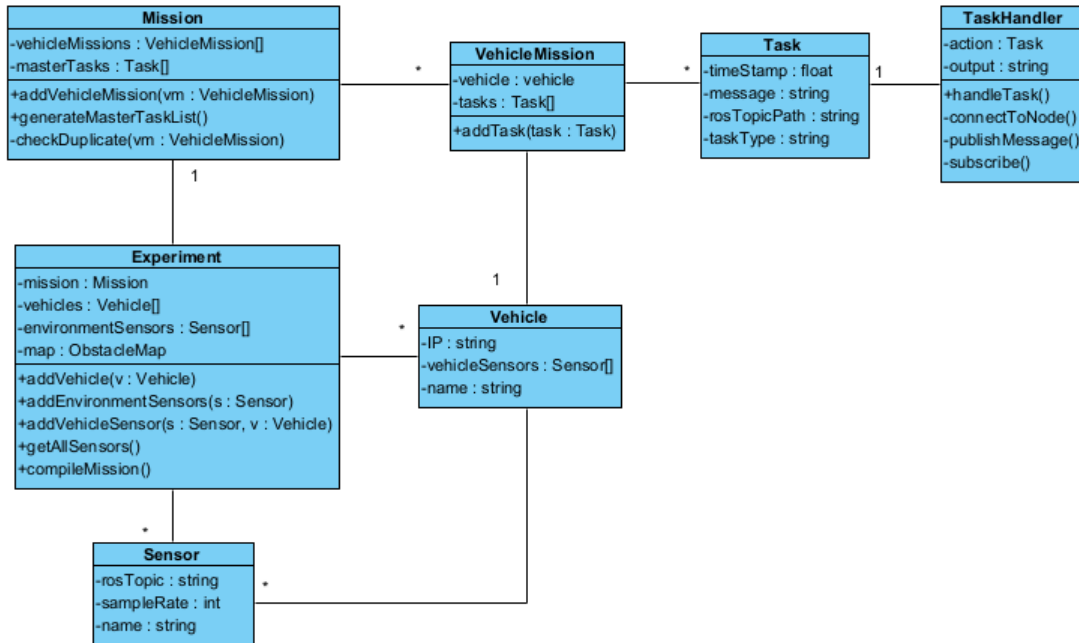 Mission
-vehicleMissions : VehicleMission[]
-masterTasks : Task[]
+addVehicleMission(vm : VehicleMission)
+generateMasterTaskList()
-checkDuplicate(vm : VehicleMission)
*
VehicleMission
-vehicle : vehicle
-tasks : Task[]
+addTask(task : Task)
*
Task
-timeStamp : float
-message : string
-rosTopicPath : string
-taskType : string
1
TaskHandler
-action : Task
-output : string
+handleTask()
-connectToNode()
-publishMessage()
-subscribe()
1
1
Experiment
-mission : Mission
-vehicles : Vehicle[]
-environmentSensors : Sensor[]
-map : ObstacleMap
+addVehicle(v : Vehicle)
+addEnvironmentSensors(s : Sensor)
+addVehicleSensor(s : Sensor, v : Vehicle)
+getAllSensors()
+compileMission()
*
Vehicle
-IP : string
-vehicleSensors : Sensor[]
-name : string
*
Sensor
-rosTopic : string
-sampleRate : int
-name : string
*